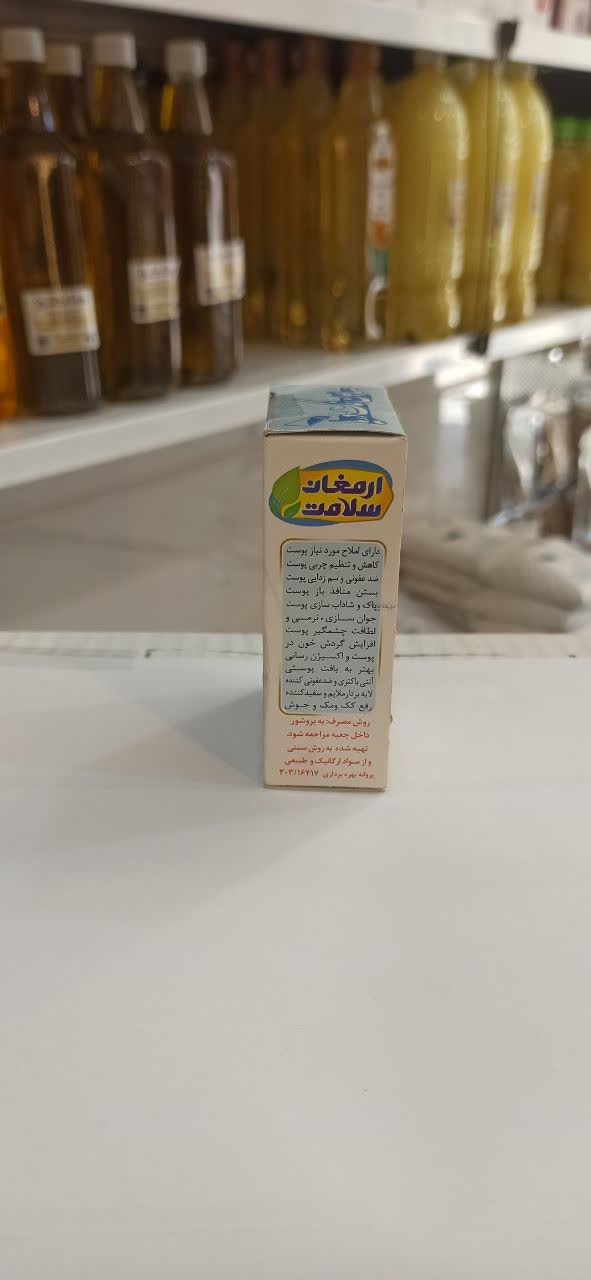 ارمغان
سلامت
دارای املاح مورد نیاز پوست
کاهش و تنظیم چربی پوست
ضد عفونی و سم زدایی پوست
بستن منافذ باز پوست
پاک و شاداب سازی پوست
جوان سازی ، نرمی و
لطافت چشمگیر پوست
افزایش گردش خون در
پوست و اکسیژن رسانی
بهتر به بافت پوستی
آنتی باکتری و ضدعفونی کننده
لایه بردار ملایم و سفیدکننده
رفع کک ومک و جوش
روش مصرف: به بروشور
داخل جعبه مراجعه شود.
تهیه شده به روش سنتی
و از مواد ارگانیک و طبیعی
پروانه بهره برداری ۳۰۳/۱۶۴۱۷